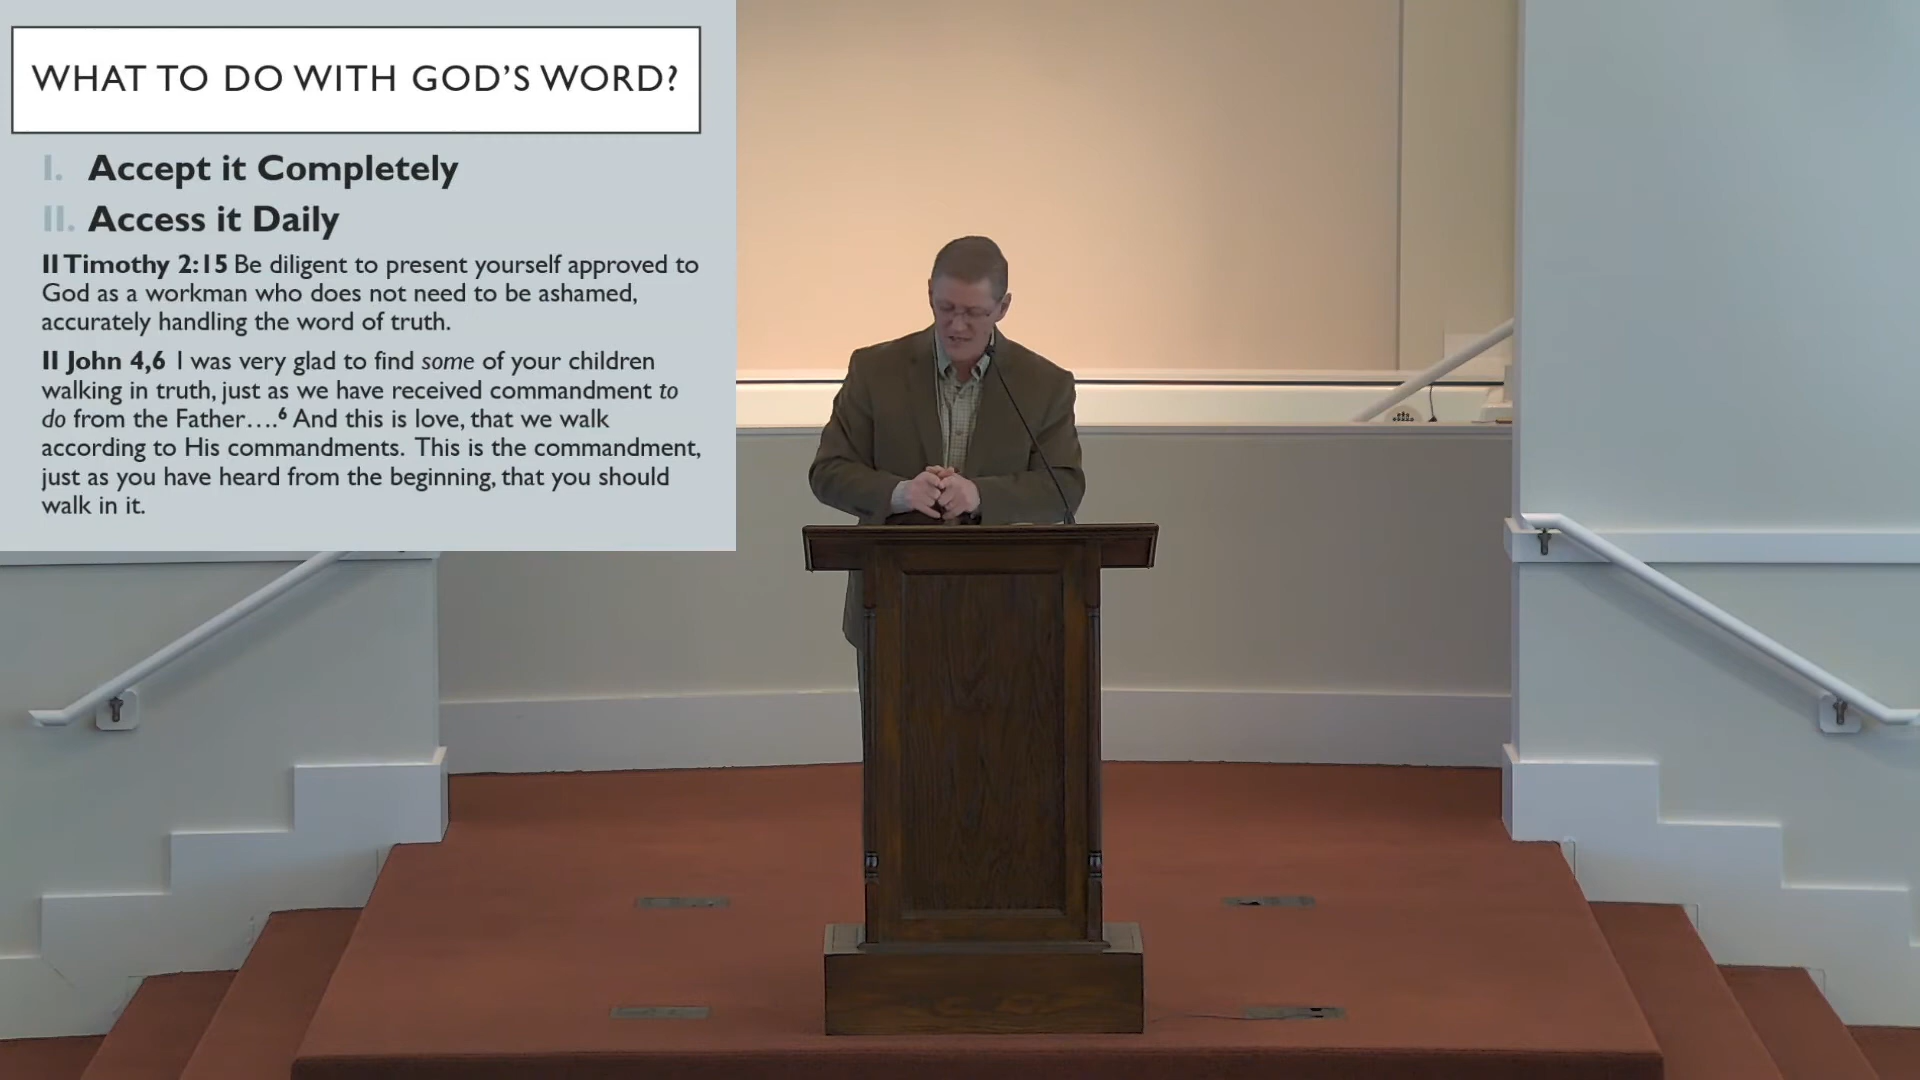 WHAT TO DO WITH GOD'S WORD?
I. Accept it Completely
II. Access it Daily
II Timothy 2:15 Be diligent to present yourself approved to
God as a workman who does not need to be ashamed,
accurately handling the word of truth.
II John 4,6 I was very glad to find some of your children
walking in truth, just as we have received commandment to
do from the Father….⁶ And this is love, that we walk
according to His commandments. This is the commandment,
just as you have heard from the beginning, that you should
walk in it.